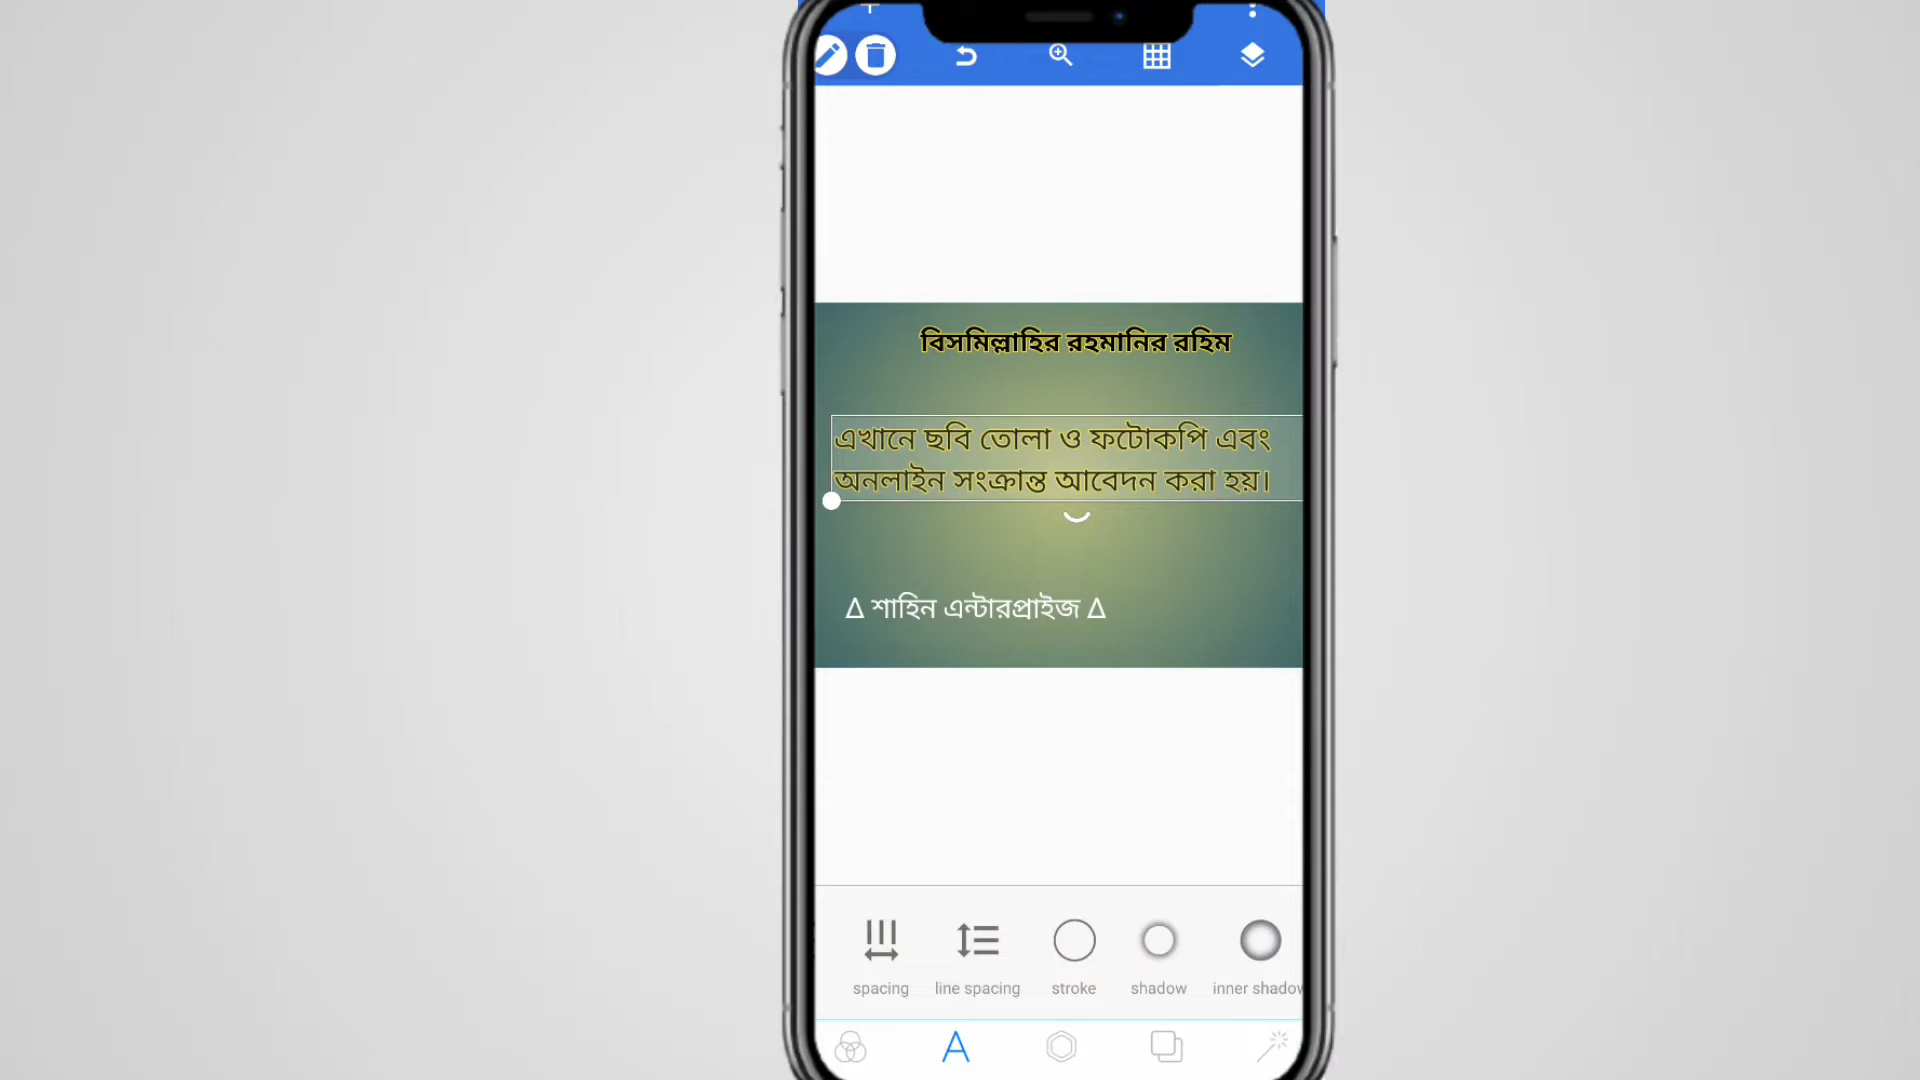 বিসমিল্লাহির রহমানির রহিম
এখানে ছবি তোলা ও ফটোকপি এবং
অনলাইন সংক্রান্ত আবেদন করা হয়।
∆ শাহিন এন্টারপ্রাইজ ∆
spacing
line spacing
stroke
shadow
inner shadow